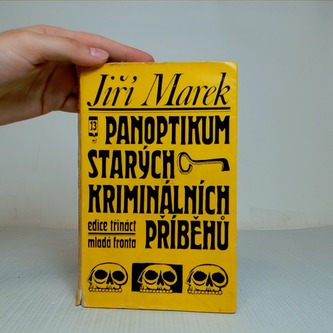 Jiří Marek
13
PANOPTIKUM
STARÝCH
KRIMINÁLNÍCH
edice třináct
mladá fronta
PŘÍBĚHŮ